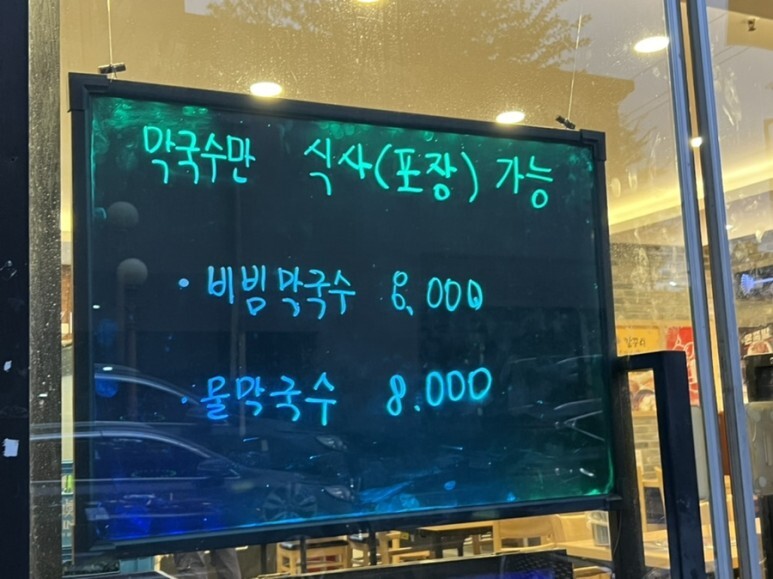 막국수만 식사(포장) 가능
· 비빔막국수 8,000
· 물막국수 8.000